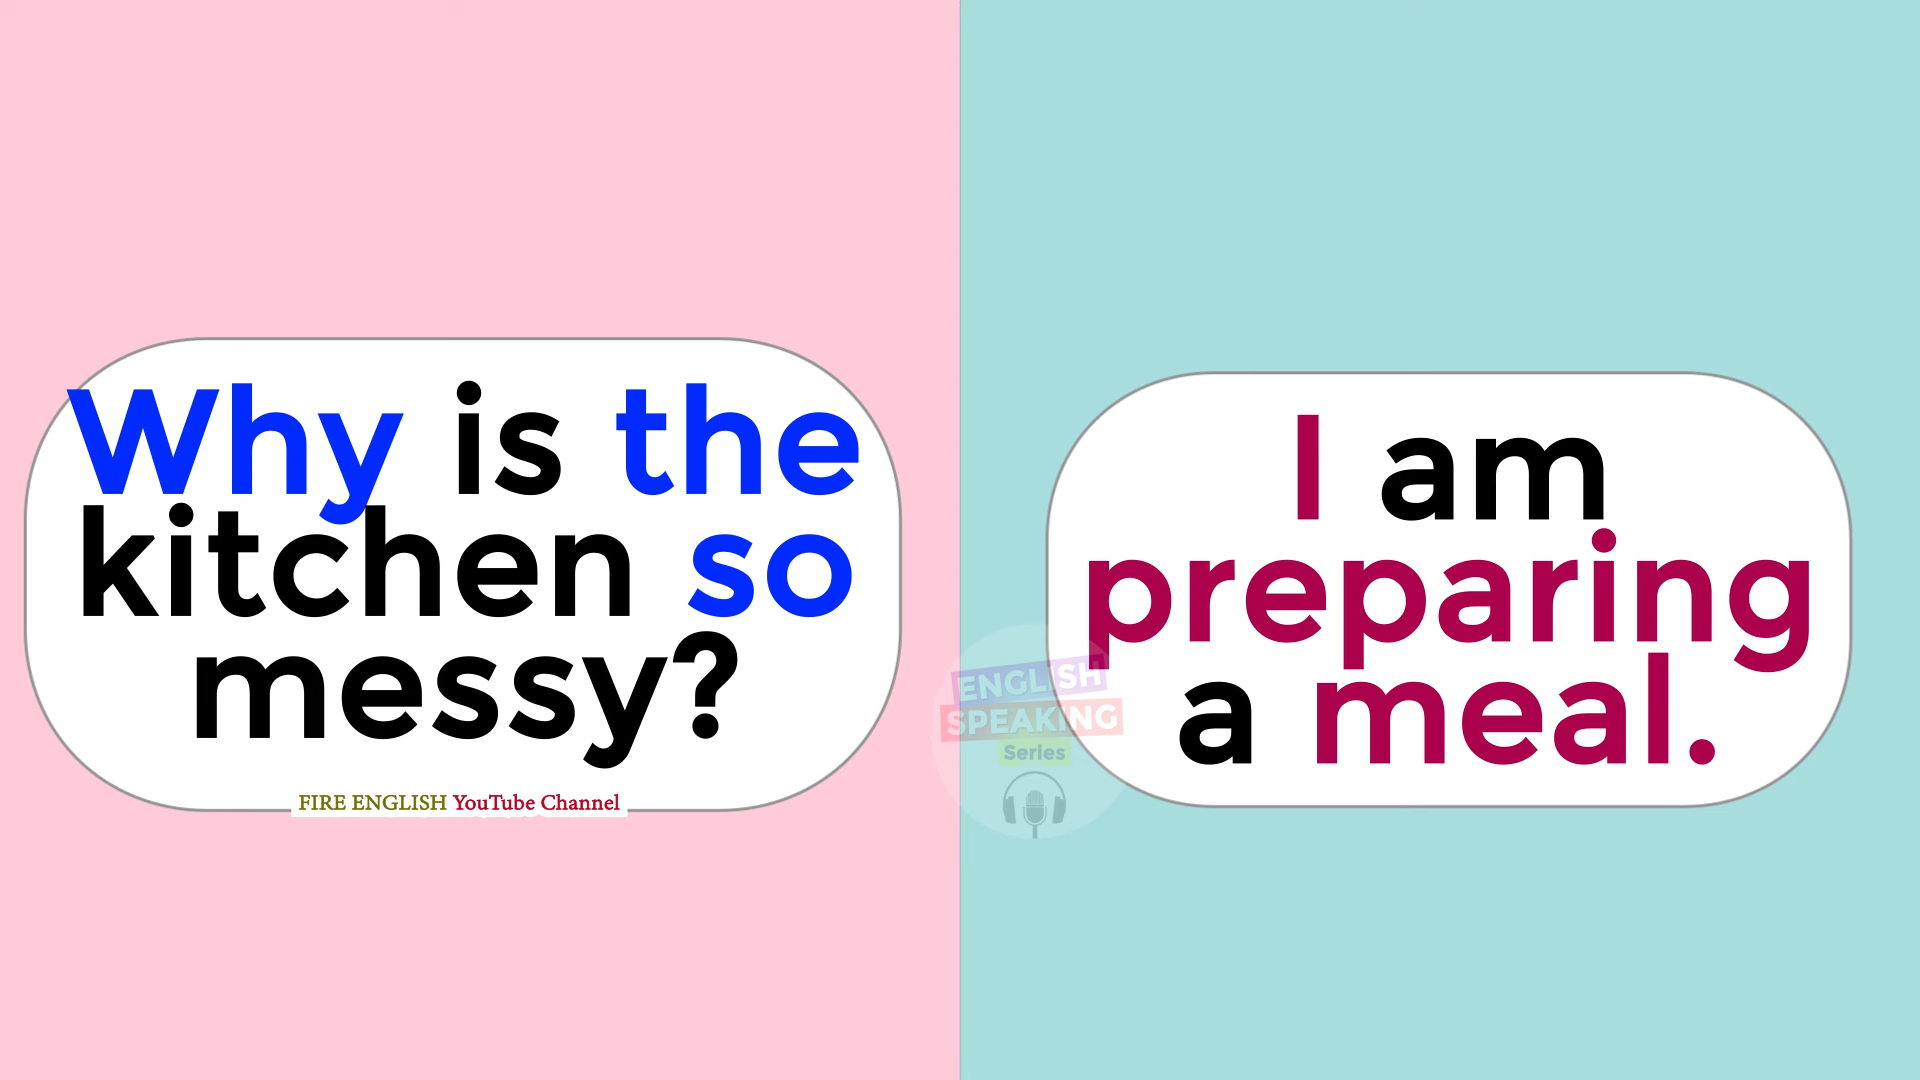 Why is the
kitchen so
messy?
FIRE ENGLISH YouTube Channel
I am
preparing
a meal.
ENGLISH
SPEAKING
Series